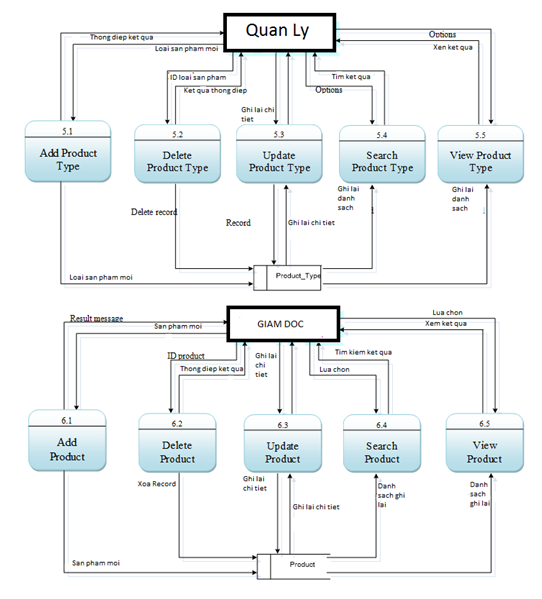 Quan Ly
Thong diep ket qua
Loai san pham moi
Options
Xen ket qua
ID loai san pham
Ket qua thong diep
Tim ket qua
Options
Ghi lai chi
tiet
5.1
Add Product
Type
5.2
Delete
Product Type
5.3
Update
Product Type
5.4
Search
Product Type
5.5
View Product
Type
Delete record
Record
Ghi lai chi tiet
Ghi lai
danh
sach
Ghi lai
danh
sach
Loai san pham moi
Product_Type
GIAM DOC
Result message
San pham moi
Lua chon
Xem ket qua
ID product
Thong diep ket qua
Ghi lai
chi
tiet
Tim kiem ket qua
Lua chon
6.1
Add
Product
6.2
Delete
Product
6.3
Update
Product
6.4
Search
Product
6.5
View
Product
Xoa Record
Ghi lai chi
tiet
Ghi lai chi tiet
Danh
sach ghi
lai
Danh
sach
ghi lai
San pham moi
Product